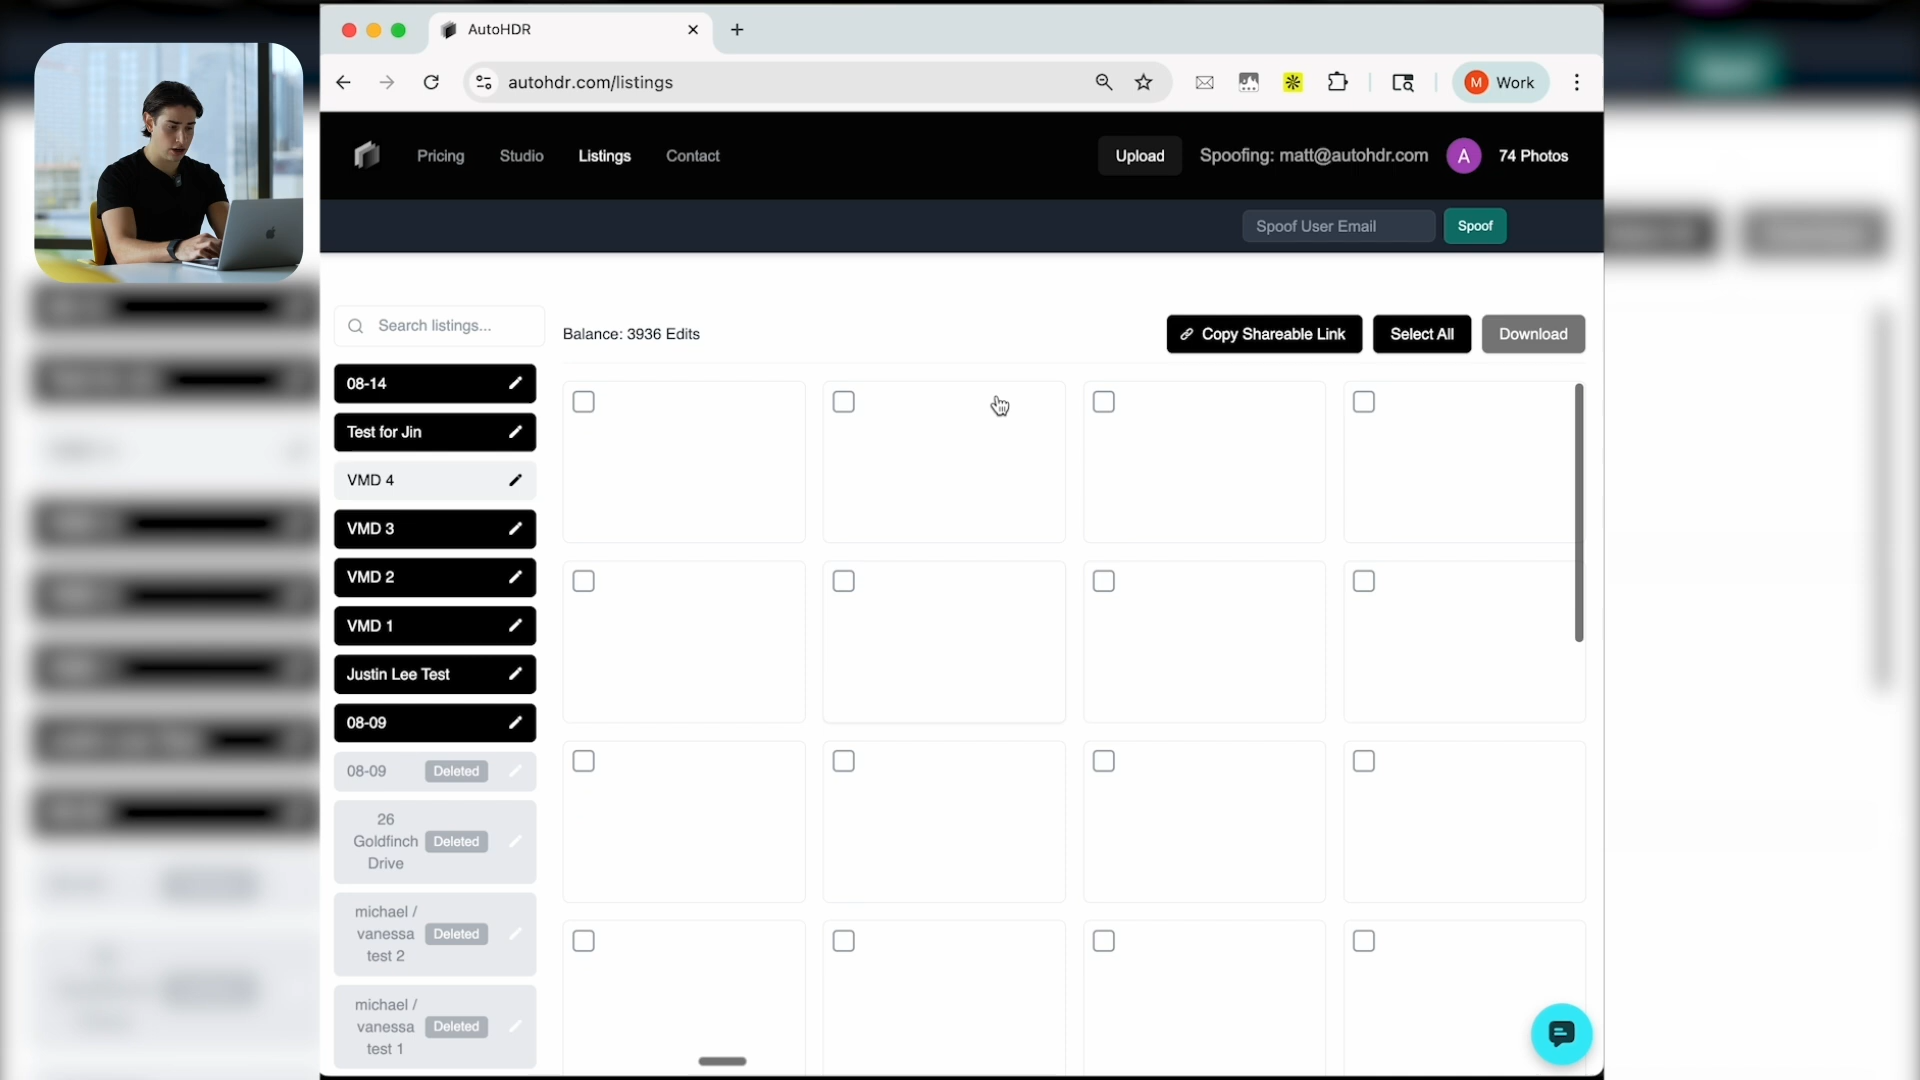 AutoHDR
autohdr.com/listings
M Work
Pricing Studio Listings Contact
Upload Spoofing: matt@autohdr.com A 74 Photos
Spoof User Email Spoof
Search listings...
Balance: 3936 Edits
Copy Shareable Link Select All Download
08-14
Test for Jin
VMD 4
VMD 3
VMD 2
VMD 1
Justin Lee Test
08-09
08-09 Deleted
26
Goldfinch Deleted
Drive
michael /
vanessa Deleted
test 2
michael /
vanessa Deleted
test 1